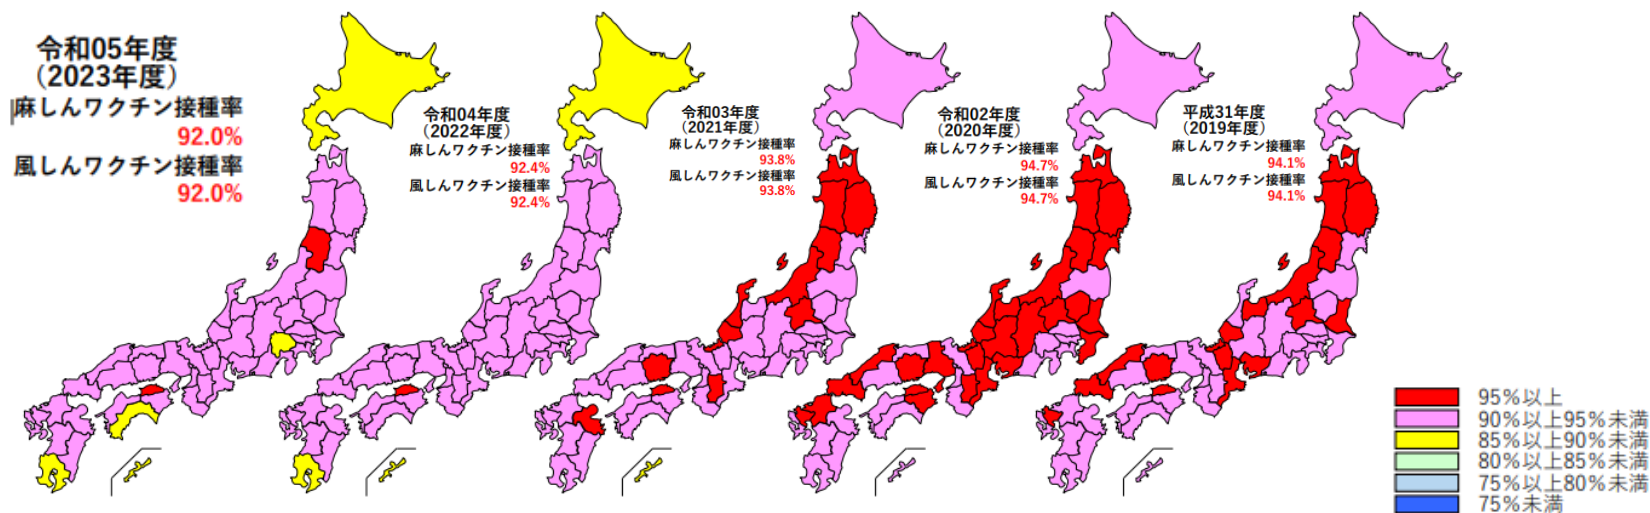 令和05年度
（2023年度）
麻しんワクチン接種率
92.0%
風しんワクチン接種率
92.0%
令和04年度
（2022年度）
麻しんワクチン接種率
92.4%
風しんワクチン接種率
92.4%
令和03年度
（2021年度）
麻しんワクチン接種率
93.8%
風しんワクチン接種率
93.8%
令和02年度
（2020年度）
麻しんワクチン接種率
94.7%
風しんワクチン接種率
94.7%
平成31年度
（2019年度）
麻しんワクチン接種率
94.1%
風しんワクチン接種率
94.1%
95%以上
90%以上95%未満
85%以上90%未満
80%以上85%未満
75%以上80%未満
75%未満